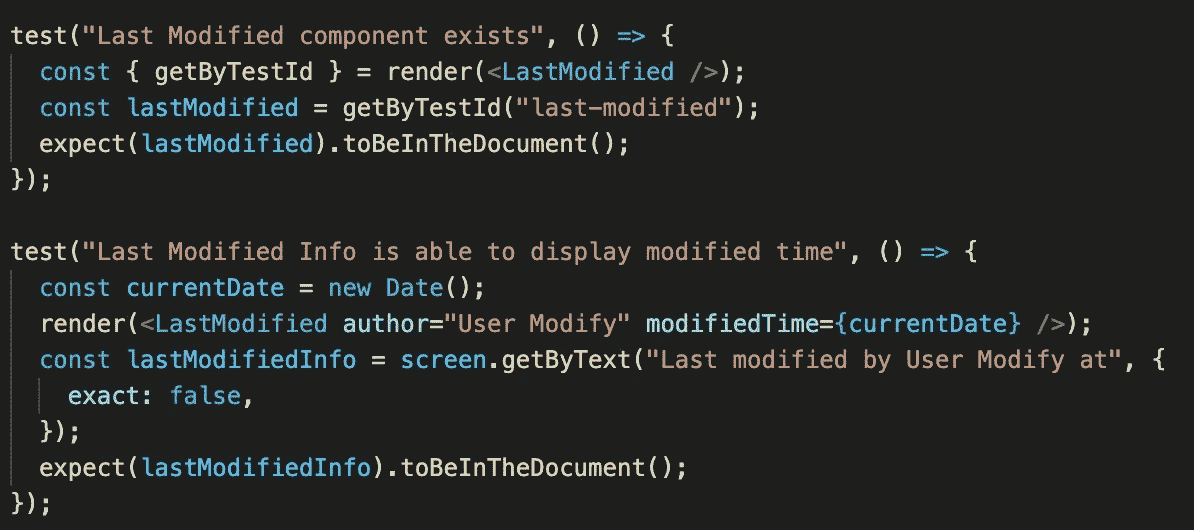 test("Last Modified component exists", () => {
  const { getByTestId } = render(<LastModified />);
  const lastModified = getByTestId("last-modified");
  expect(lastModified).toBeInTheDocument();
});

test("Last Modified Info is able to display modified time", () => {
  const currentDate = new Date();
  render(<LastModified author="User Modify" modifiedTime={currentDate} />);
  const lastModifiedInfo = screen.getByText("Last modified by User Modify at", {
    exact: false,
  });
  expect(lastModifiedInfo).toBeInTheDocument();
});